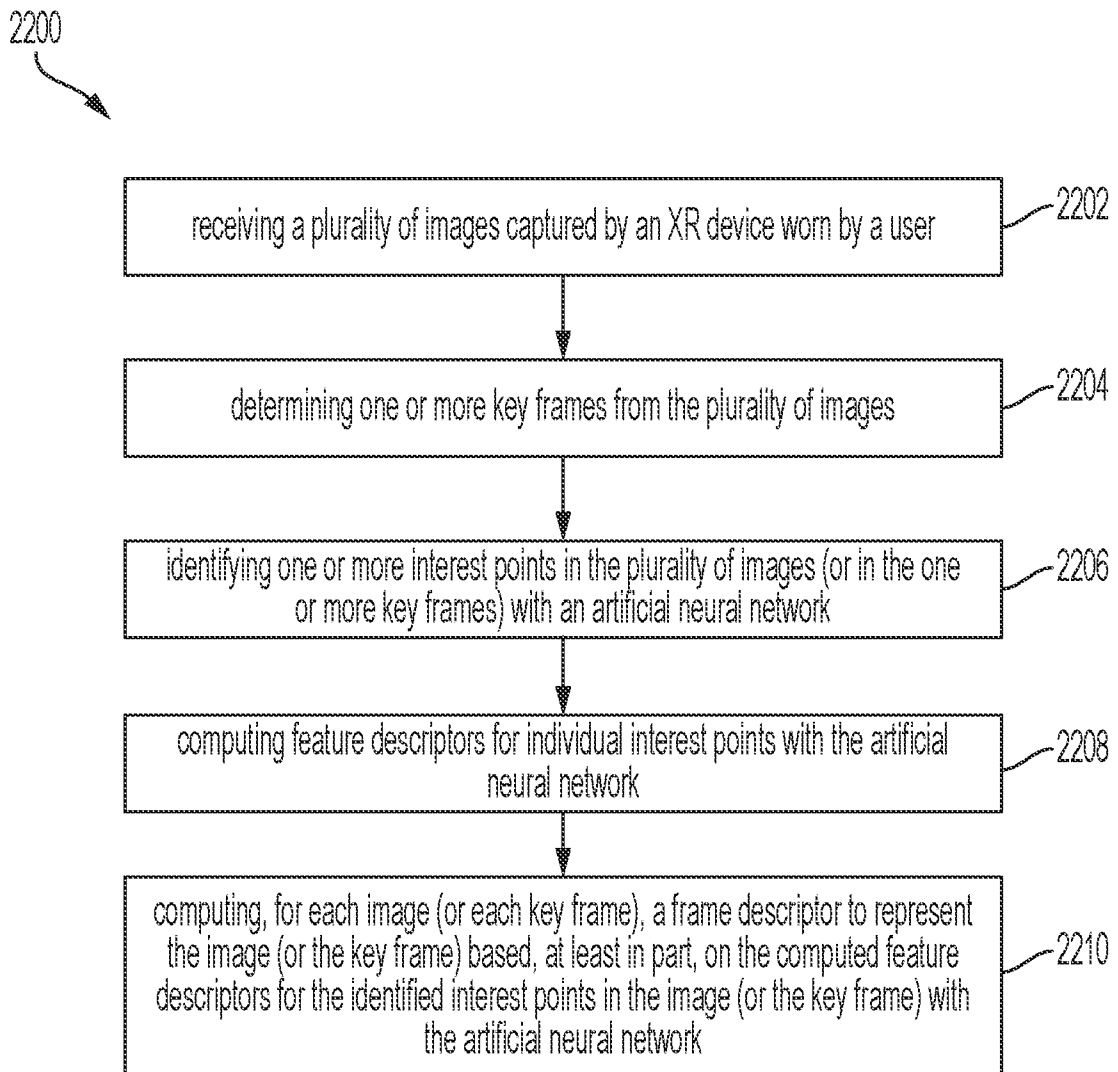 2200
receiving a plurality of images captured by an XR device worn by a user
2202
determining one or more key frames from the plurality of images
2204
identifying one or more interest points in the plurality of images (or in the one
or more key frames) with an artificial neural network
2206
computing feature descriptors for individual interest points with the artificial
neural network
2208
computing, for each image (or each key frame), a frame descriptor to represent
the image (or the key frame) based, at least in part, on the computed feature
descriptors for the identified interest points in the image (or the key frame) with
the artificial neural network
2210